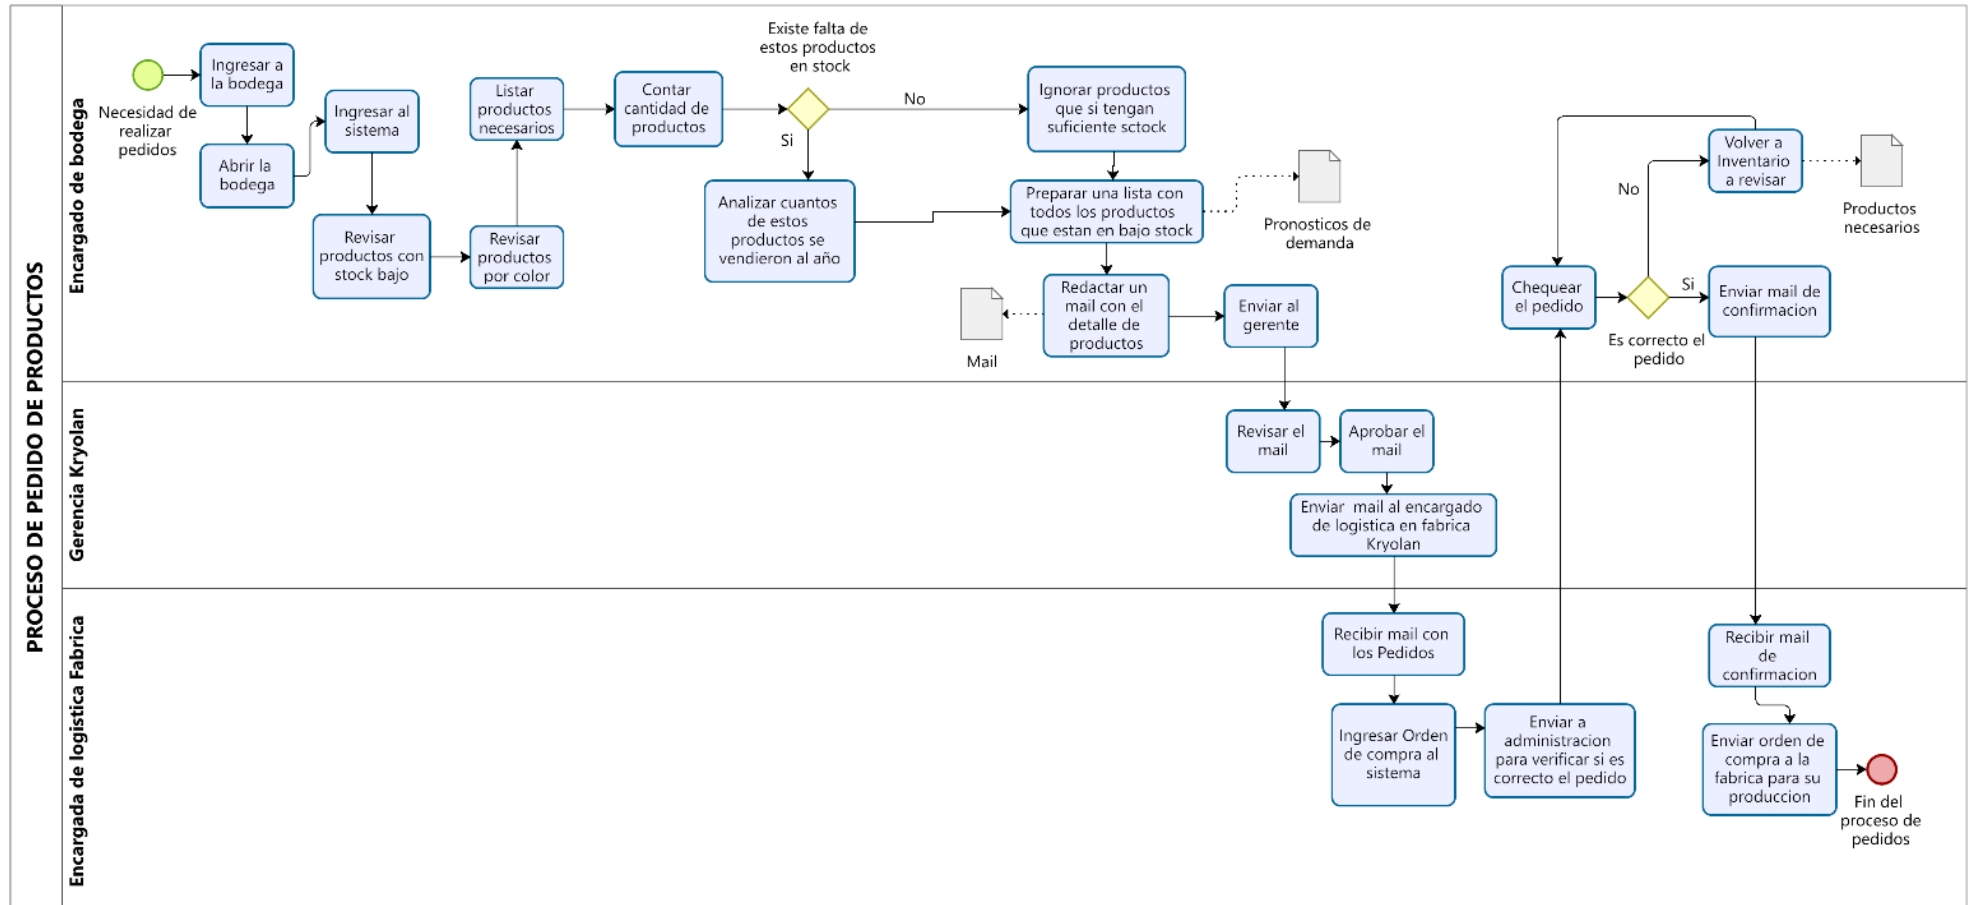 PROCESO DE PEDIDO DE PRODUCTOS
Encargado de bodega
Necesidad de
realizar
pedidos
Ingresar a
la bodega
Abrir la
bodega
Ingresar al
sistema
Revisar
productos con
stock bajo
Revisar
productos
por color
Listar
productos
necesarios
Contar
cantidad de
productos
Existe falta de
estos productos
en stock
No
Si
Ignorar productos
que si tengan
suficiente sctock
Analizar cuantos
de estos
productos se
vendieron al año
Preparar una lista con
todos los productos
que estan en bajo stock
Pronosticos de
demanda
Redactar un
mail con el
detalle de
productos
Mail
Enviar al
gerente
Chequear
el pedido
Es correcto el
pedido
No
Si
Volver a
Inventario
a revisar
Productos
necesarios
Enviar mail de
confirmacion
Gerencia Kryolan
Revisar el
mail
Aprobar el
mail
Enviar mail al encargado
de logistica en fabrica
Kryolan
Encargada de logistica Fabrica
Recibir mail con
los Pedidos
Ingresar Orden
de compra al
sistema
Enviar a
administracion
para verificar si es
correcto el pedido
Recibir mail
de
confirmacion
Enviar orden de
compra a la
fabrica para su
produccion
Fin del
proceso de
pedidos